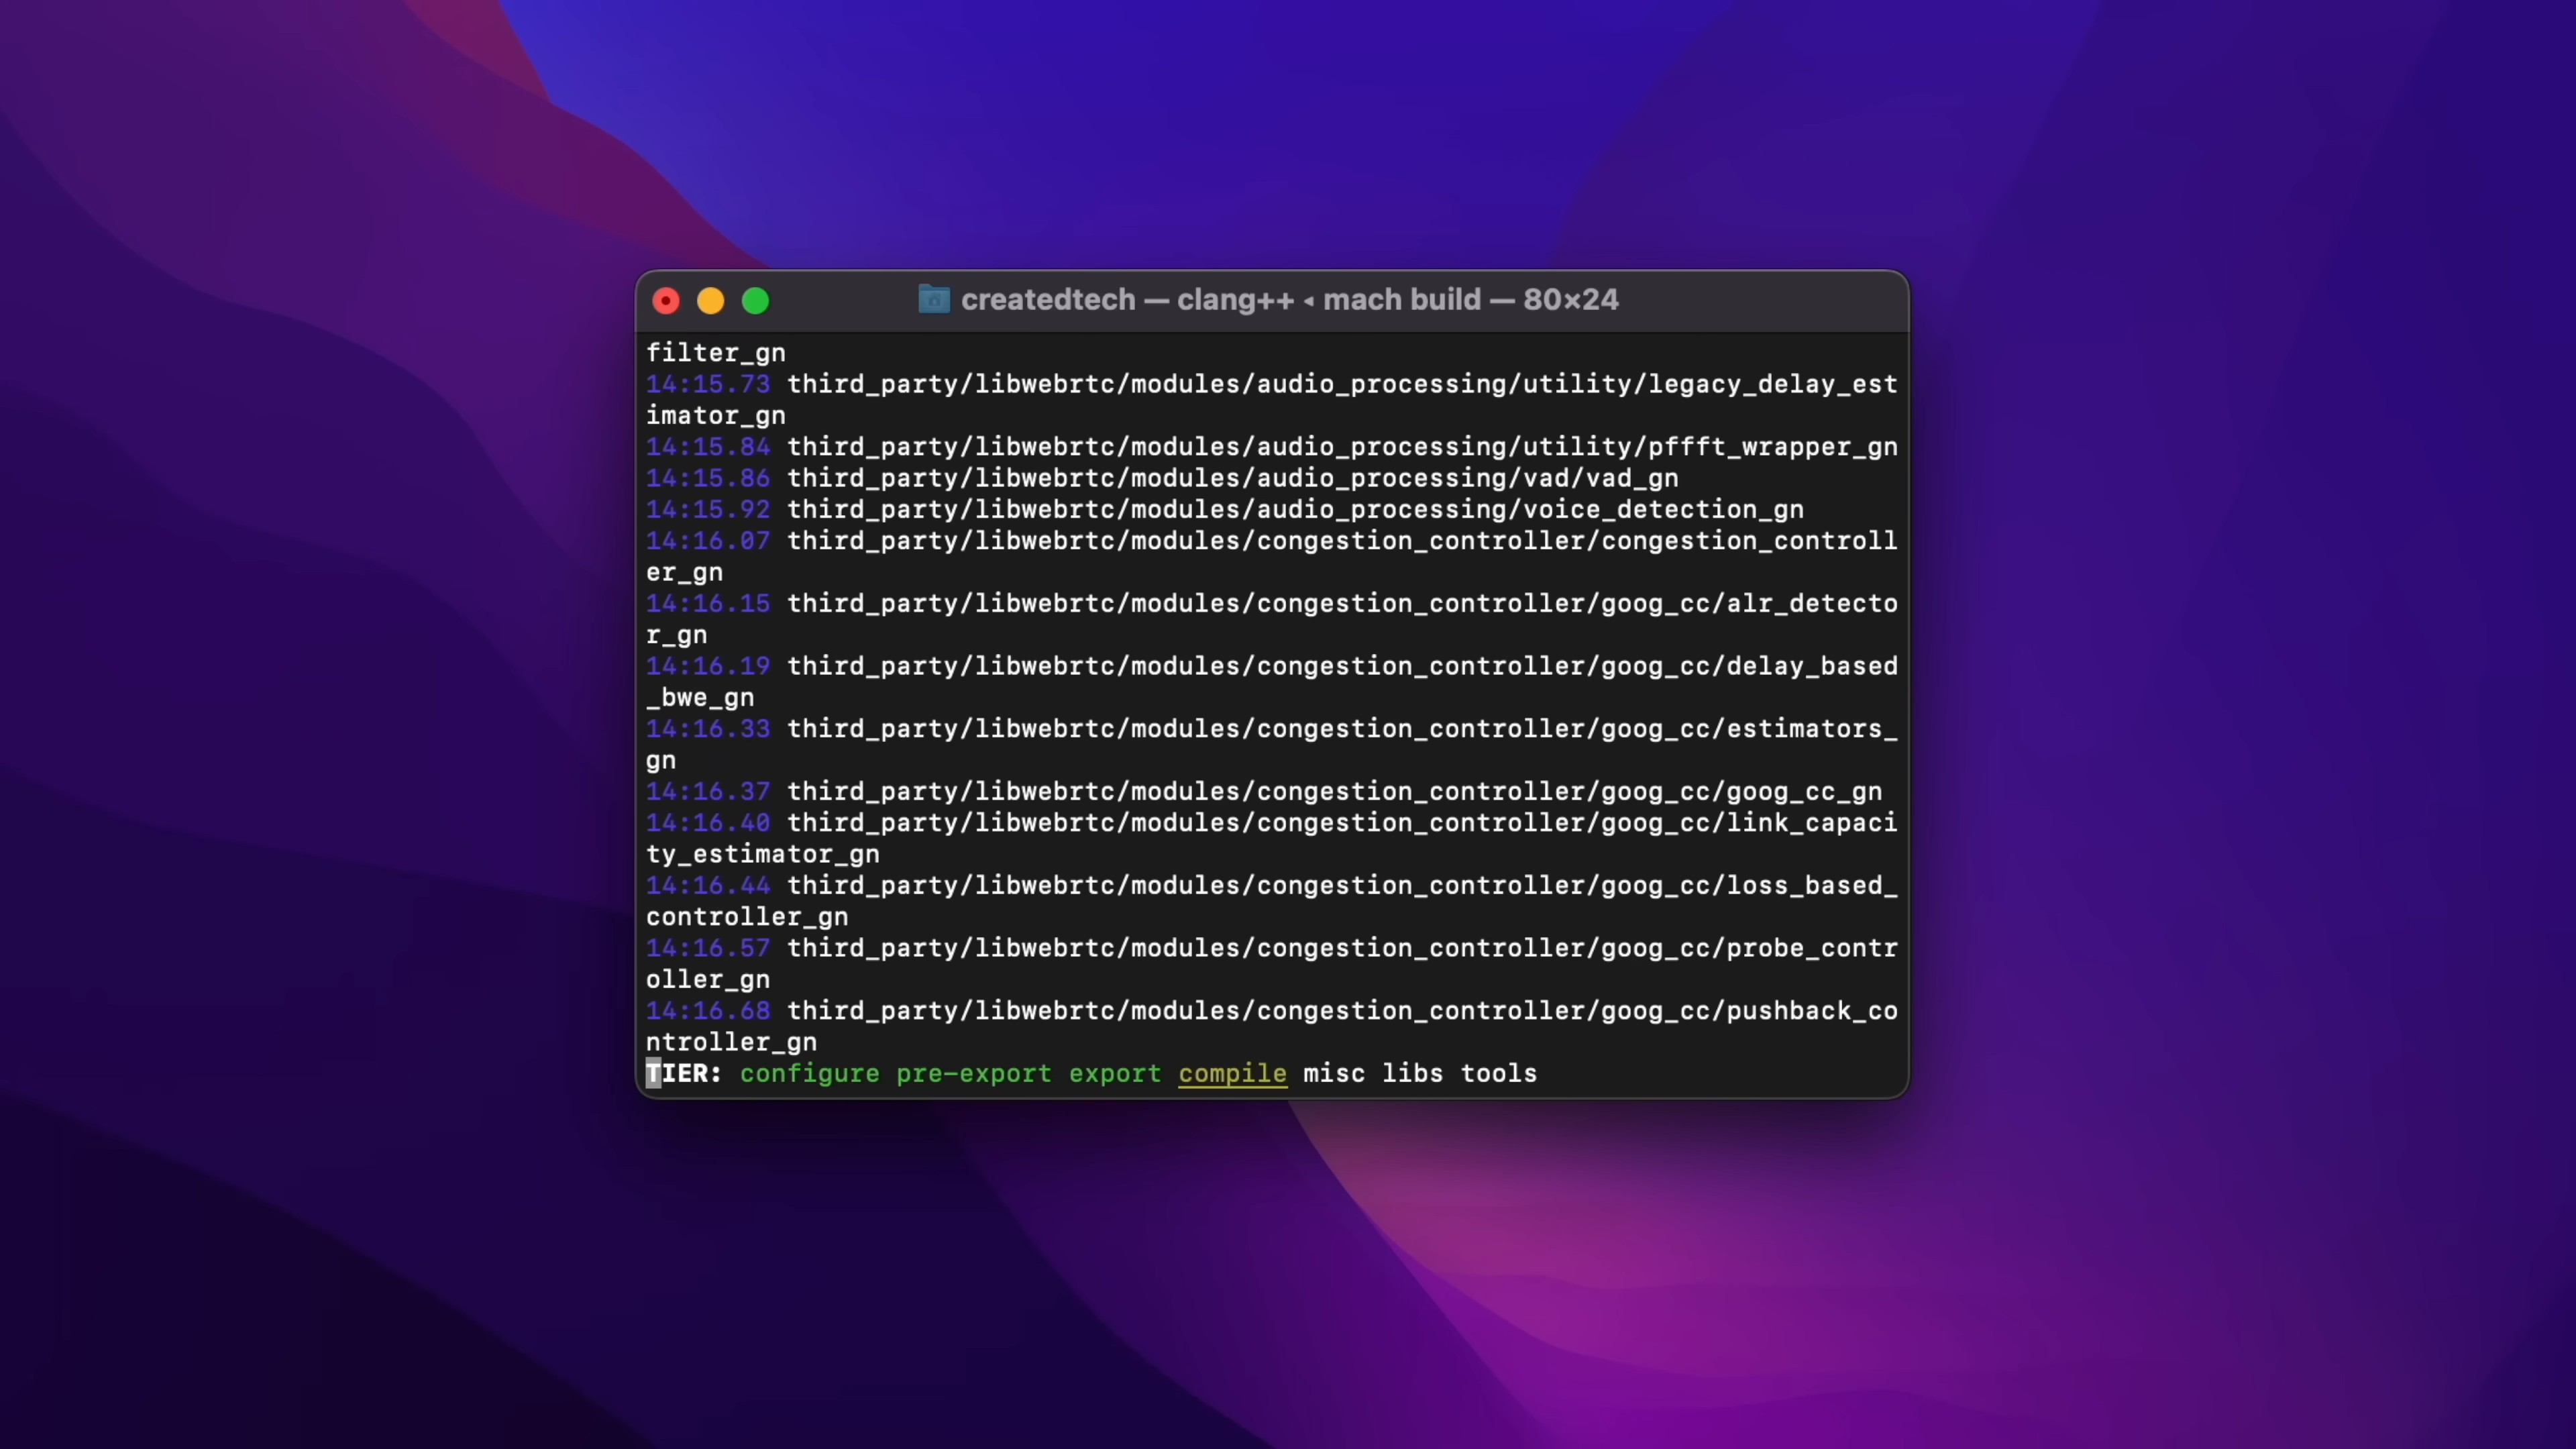 createdtech — clang++ ◂ mach build — 80×24
filter_gn
14:15.73 third_party/libwebrtc/modules/audio_processing/utility/legacy_delay_est
imator_gn
14:15.84 third_party/libwebrtc/modules/audio_processing/utility/pffft_wrapper_gn
14:15.86 third_party/libwebrtc/modules/audio_processing/vad/vad_gn
14:15.92 third_party/libwebrtc/modules/audio_processing/voice_detection_gn
14:16.07 third_party/libwebrtc/modules/congestion_controller/congestion_controll
er_gn
14:16.15 third_party/libwebrtc/modules/congestion_controller/goog_cc/alr_detecto
r_gn
14:16.19 third_party/libwebrtc/modules/congestion_controller/goog_cc/delay_based
_bwe_gn
14:16.33 third_party/libwebrtc/modules/congestion_controller/goog_cc/estimators_
gn
14:16.37 third_party/libwebrtc/modules/congestion_controller/goog_cc/goog_cc_gn
14:16.40 third_party/libwebrtc/modules/congestion_controller/goog_cc/link_capaci
ty_estimator_gn
14:16.44 third_party/libwebrtc/modules/congestion_controller/goog_cc/loss_based_
controller_gn
14:16.57 third_party/libwebrtc/modules/congestion_controller/goog_cc/probe_contr
oller_gn
14:16.68 third_party/libwebrtc/modules/congestion_controller/goog_cc/pushback_co
ntroller_gn
TIER: configure pre-export export compile misc libs tools